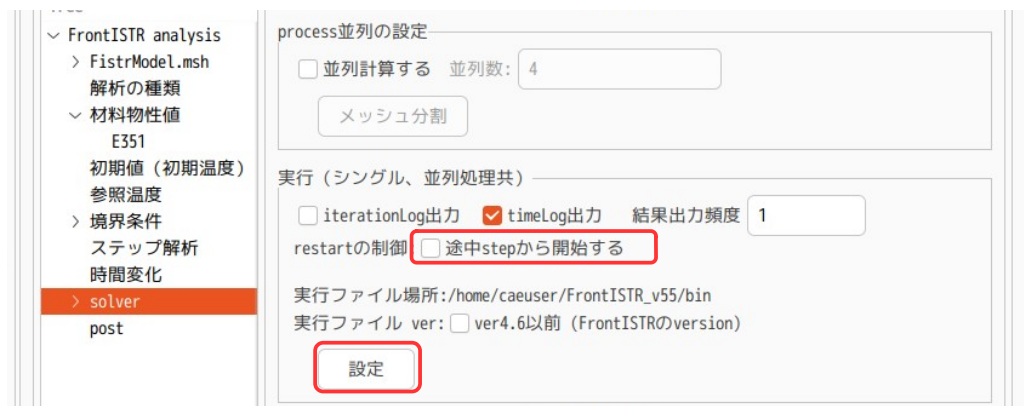 FrontISTR analysis
FistrModel.msh
解析の種類
材料物性値
E351
初期値（初期温度）
参照温度
境界条件
ステップ解析
時間変化
solver
post
process並列の設定
並列計算する 並列数: 4
メッシュ分割
実行（シングル、並列処理共）
iterationLog出力 timeLog出力 結果出力頻度 1
restartの制御 途中stepから開始する
実行ファイル場所:/home/caeuser/FrontISTR_v55/bin
実行ファイル ver: ver4.6以前 (FrontISTRのversion)
設定